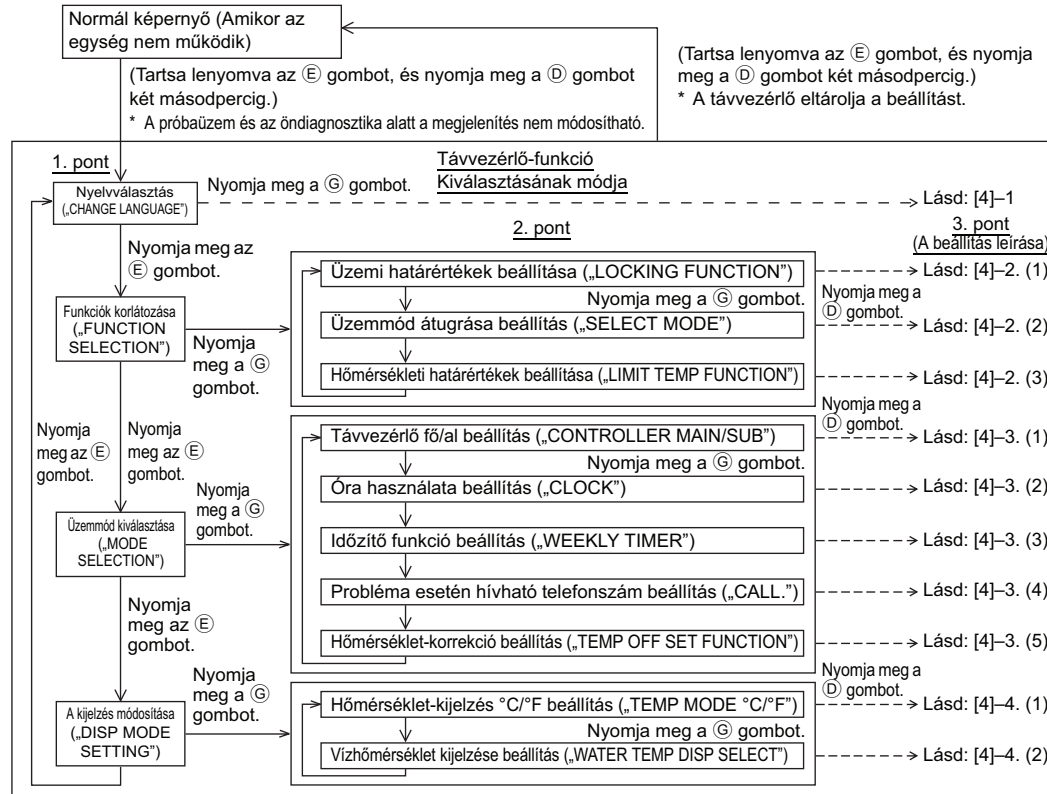 Normál képernyő (Amikor az
egység nem működik)
(Tartsa lenyomva az Ⓔ gombot, és nyomja meg a Ⓓ gombot
két másodpercig.)
* A próbaüzem és az öndiagnosztika alatt a megjelenítés nem módosítható.
(Tartsa lenyomva az Ⓔ gombot, és nyomja
meg a Ⓓ gombot két másodpercig.)
* A távvezérlő eltárolja a beállítást.
1. pont
Távvezérlő-funkció
Kiválasztásának módja
Nyelvválasztás
(„CHANGE LANGUAGE”)
Nyomja meg a Ⓖ gombot.
Lásd: [4]–1
2. pont
3. pont
(A beállítás leírása)
Nyomja meg az
Ⓔ gombot.
Funkciók korlátozása
(„FUNCTION
SELECTION”)
Nyomja
meg a Ⓖ
gombot.
Üzemi határértékek beállítása („LOCKING FUNCTION”)
Lásd: [4]–2. (1)
Nyomja meg a Ⓖ gombot.
Nyomja meg a
Ⓓ gombot.
Üzemmód átugrása beállítás („SELECT MODE”)
Lásd: [4]–2. (2)
Hőmérsékleti határértékek beállítása („LIMIT TEMP FUNCTION”)
Lásd: [4]–2. (3)
Nyomja
meg az Ⓔ
gombot.
Nyomja
meg az Ⓔ
gombot.
Üzemmód kiválasztása
(„MODE
SELECTION”)
Nyomja
meg a Ⓖ
gombot.
Nyomja meg a
Ⓓ gombot.
Távvezérlő fő/al beállítás („CONTROLLER MAIN/SUB”)
Lásd: [4]–3. (1)
Nyomja meg a Ⓖ gombot.
Óra használata beállítás („CLOCK”)
Lásd: [4]–3. (2)
Időzítő funkció beállítás („WEEKLY TIMER”)
Lásd: [4]–3. (3)
Probléma esetén hívható telefonszám beállítás („CALL.”)
Lásd: [4]–3. (4)
Hőmérséklet-korrekció beállítás („TEMP OFF SET FUNCTION”)
Lásd: [4]–3. (5)
Nyomja
meg az Ⓔ
gombot.
A kijelzés módosítása
(„DISP MODE
SETTING”)
Nyomja
meg a Ⓖ
gombot.
Nyomja meg a
Ⓓ gombot.
Hőmérséklet-kijelzés °C/°F beállítás („TEMP MODE °C/°F”)
Lásd: [4]–4. (1)
Nyomja meg a Ⓖ gombot.
Vízhőmérséklet kijelzése beállítás („WATER TEMP DISP SELECT”)
Lásd: [4]–4. (2)